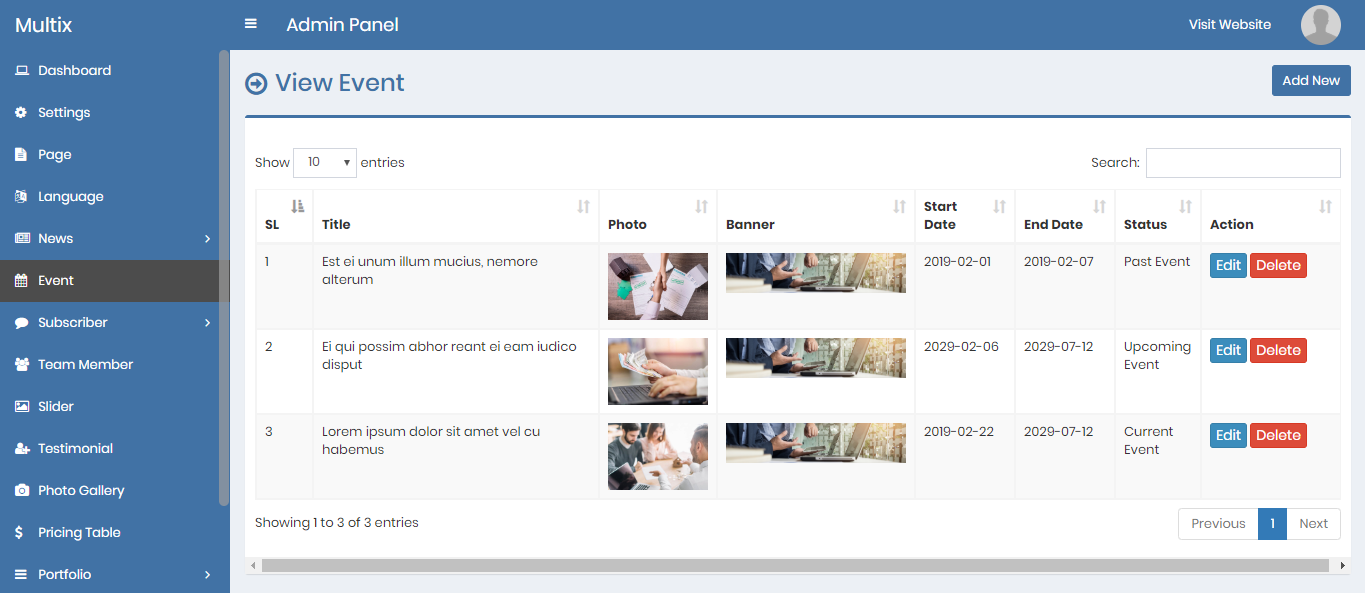 Multix
Admin Panel
Visit Website
Dashboard
Settings
Page
Language
News
Event
Subscriber
Team Member
Slider
Testimonial
Photo Gallery
Pricing Table
Portfolio
View Event
Add New
Show 10 entries
Search:
SL
Title
Photo
Banner
Start
Date
End Date
Status
Action
1
Est ei unum illum mucius, nemore
alterum
2019-02-01
2019-02-07
Past Event
Edit
Delete
2
Ei qui possim abhor reant ei eam iudico
disput
2029-02-06
2029-07-12
Upcoming
Event
Edit
Delete
3
Lorem ipsum dolor sit amet vel cu
habemus
2019-02-22
2029-07-12
Current
Event
Edit
Delete
Showing 1 to 3 of 3 entries
Previous
1
Next